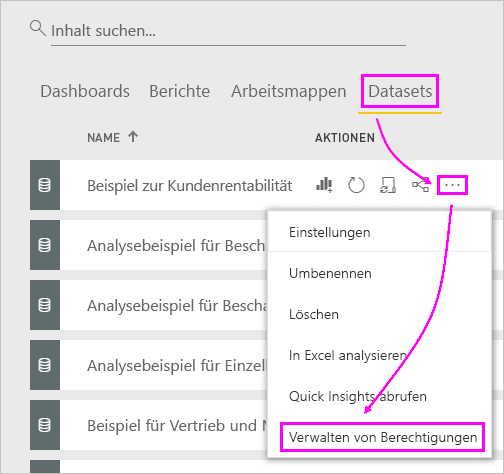 Inhalt suchen...
Dashboards Berichte Arbeitsmappen Datasets
NAME AKTIONEN
Beispiel zur Kundenrentabilität
Einstellungen
Analysebeispiel für Besch
Umbenennen
Löschen
Analysebeispiel für Bescha
In Excel analysieren
Analysebeispiel für Einzell
Quick Insights abrufen
Beispiel für Vertrieb und M
Verwalten von Berechtigungen